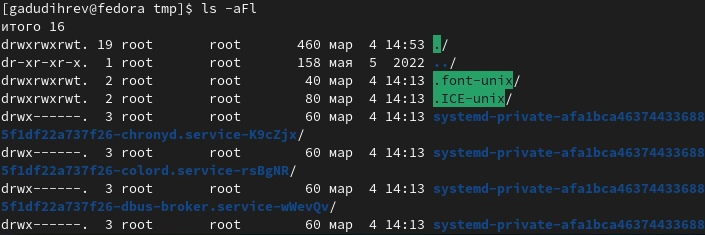 [gadudihrev@fedora tmp]$ ls -aFl
итого 16
drwxrwxrwt. 19 root root 460 мар 4 14:53 ./
dr-xr-xr-x. 1 root root 158 мая 5 2022 ../
drwxrwxrwt. 2 root root 40 мар 4 14:13 .font-unix/
drwxrwxrwt. 2 root root 80 мар 4 14:13 .ICE-unix/
drwx------. 3 root root 60 мар 4 14:13 systemd-private-afa1bca46374433688
5f1df22a737f26-chronyd.service-K9cZjx/
drwx------. 3 root root 60 мар 4 14:13 systemd-private-afa1bca46374433688
5f1df22a737f26-colord.service-rsBgNR/
drwx------. 3 root root 60 мар 4 14:13 systemd-private-afa1bca46374433688
5f1df22a737f26-dbus-broker.service-wWevQv/
drwx------. 3 root root 60 мар 4 14:13 systemd-private-afa1bca46374433688